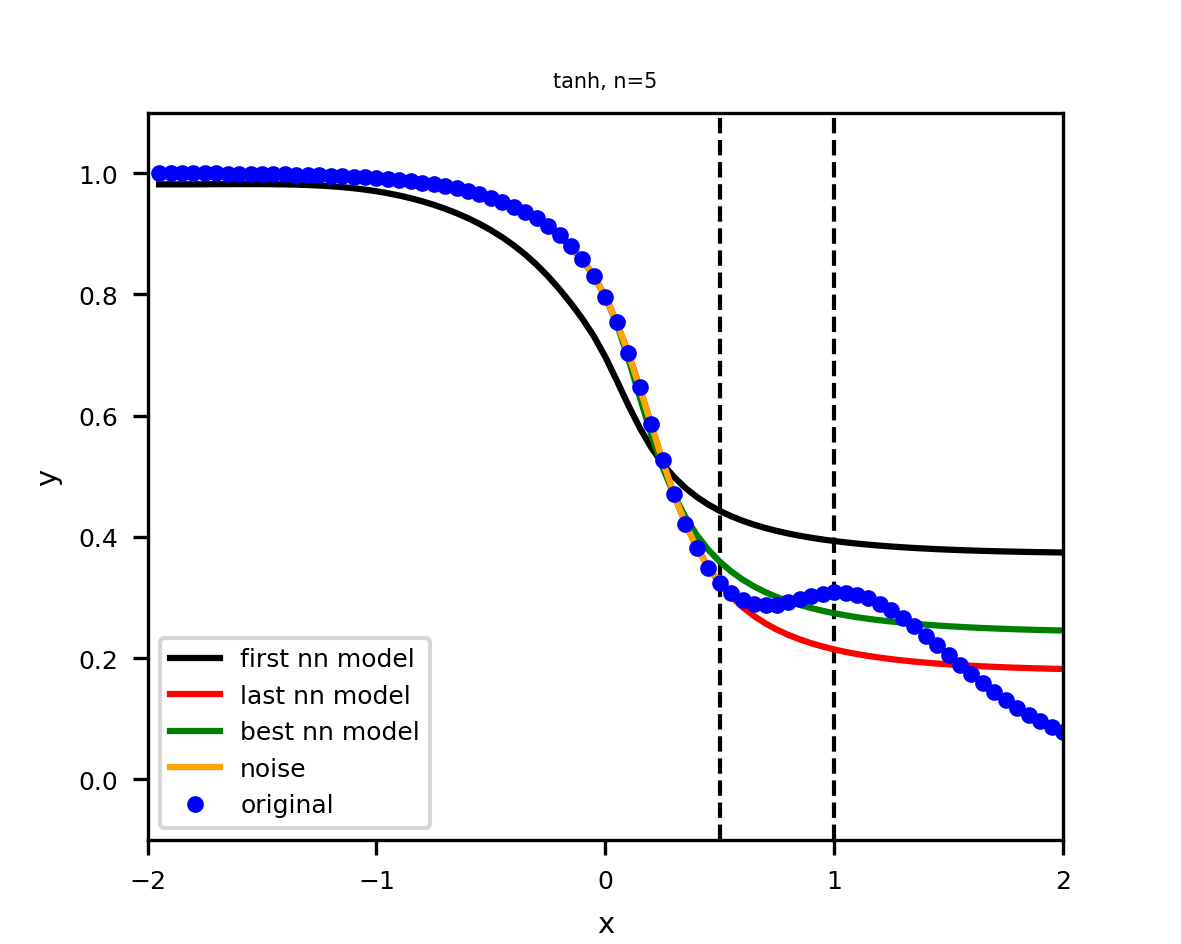 tanh, n=5
1.0
0.8
0.6
0.4
0.2
0.0
y
first nn model
last nn model
best nn model
noise
original
−2
−1
0
1
2
x